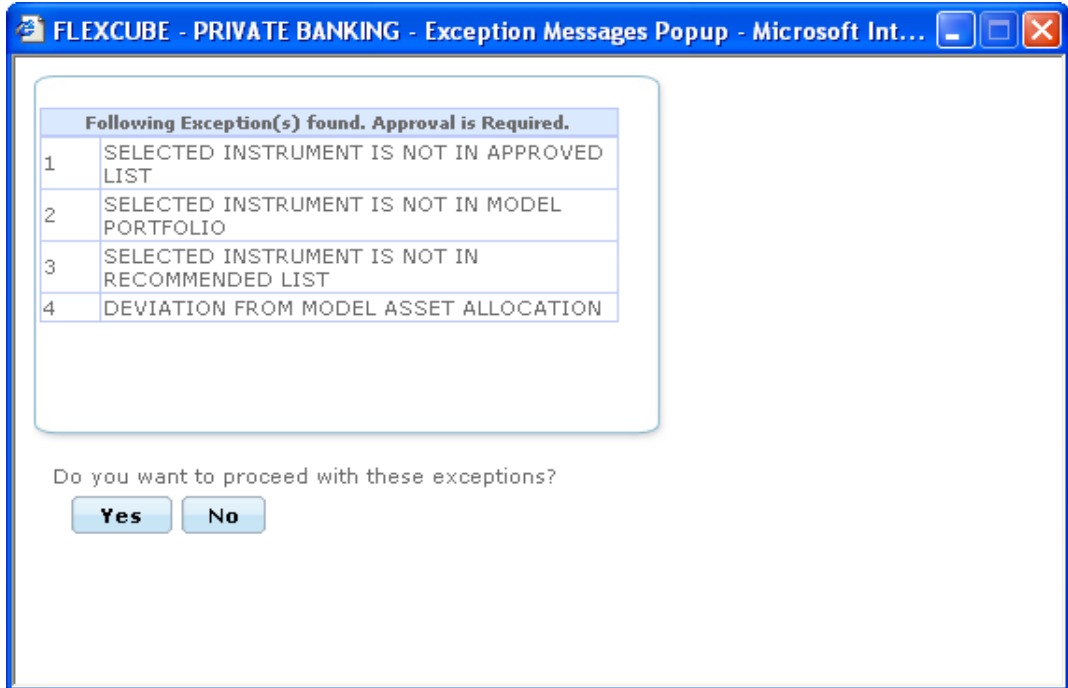 FLEXCUBE - PRIVATE BANKING - Exception Messages Popup - Microsoft Int...
Following Exception(s) found. Approval is Required.
1 SELECTED INSTRUMENT IS NOT IN APPROVED
LIST
2 SELECTED INSTRUMENT IS NOT IN MODEL
PORTFOLIO
3 SELECTED INSTRUMENT IS NOT IN
RECOMMENDED LIST
4 DEVIATION FROM MODEL ASSET ALLOCATION
Do you want to proceed with these exceptions?
Yes No